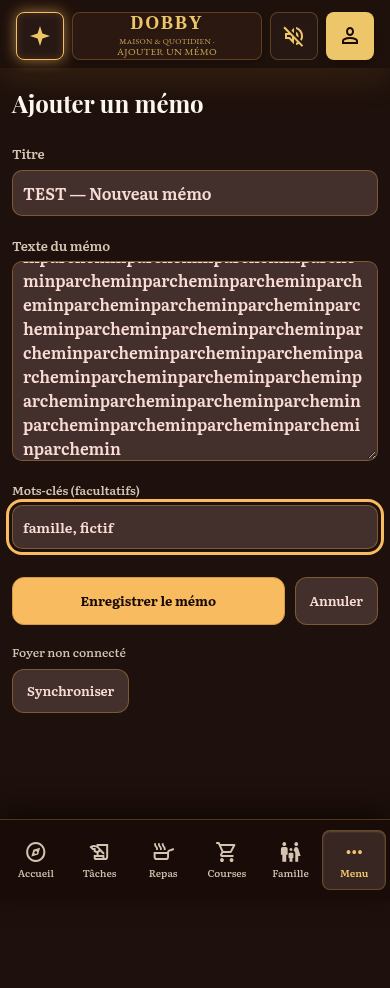 DOBBY
MAISON & QUOTIDIEN ·
AJOUTER UN MÉMO
Ajouter un mémo
Titre
TEST — Nouveau mémo
Texte du mémo
minparcheminparcheminparcheminparch
eminparcheminparcheminparcheminparc
heminparcheminparcheminparcheminpar
cheminparcheminparcheminparcheminpa
rcheminparcheminparcheminparcheminp
archeminparcheminparcheminparchemin
parcheminparcheminparcheminparchemi
nparchemin
Mots-clés (facultatifs)
famille, fictif
Enregistrer le mémo
Annuler
Foyer non connecté
Synchroniser
Accueil
Tâches
Repas
Courses
Famille
Menu